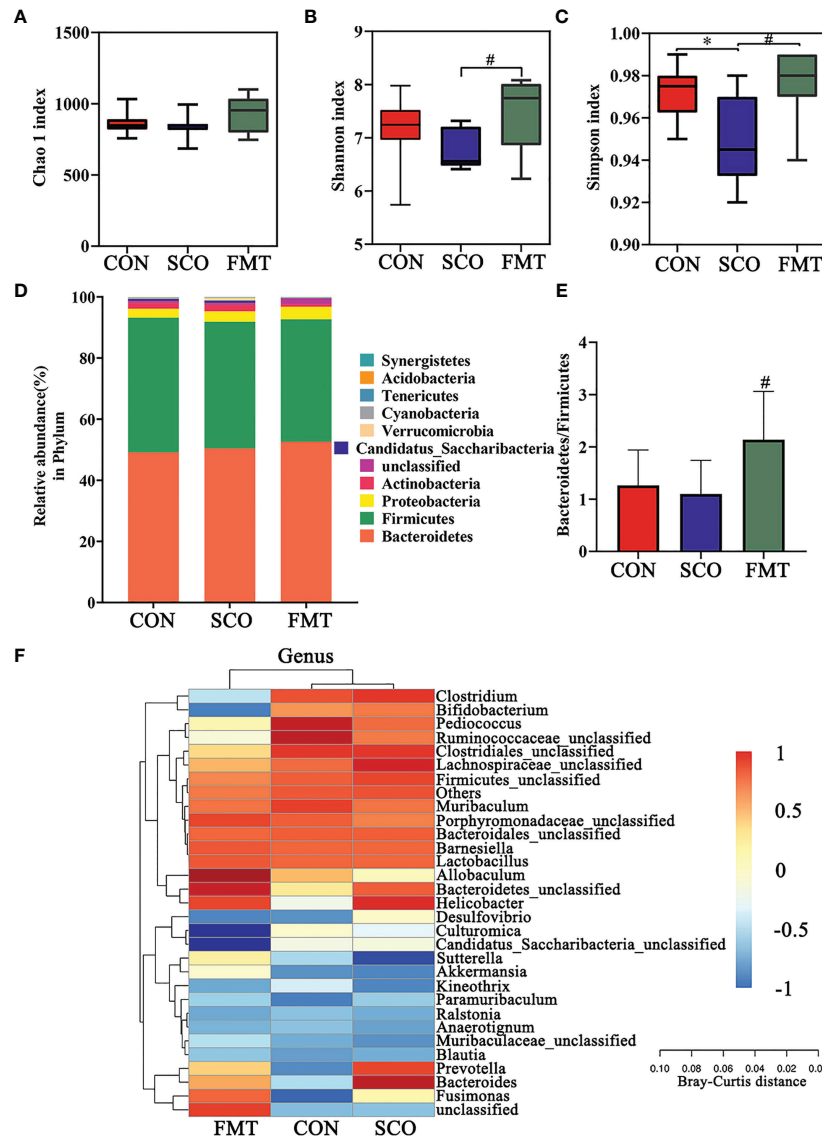 A
Chao 1 index
1500
1000
500
0
CON SCO FMT
B
Shannon index
9
8
7
6
5
#
CON SCO FMT
C
Simpson index
1.00
0.98
0.96
0.94
0.92
0.90
* #
CON SCO FMT
D
Relative abundance(%)
in Phylum
100
80
60
40
20
0
CON SCO FMT
Synergistetes
Acidobacteria
Tenericutes
Cyanobacteria
Verrucomicrobia
Candidatus_Saccharibacteria
unclassified
Actinobacteria
Proteobacteria
Firmicutes
Bacteroidetes
E
Bacteroidetes/Firmicutes
4
3
2
1
0
#
CON SCO FMT
F
Genus
Clostridium
Bifidobacterium
Pediococcus
Ruminococcaceae_unclassified
Clostridiales_unclassified
Lachnospiraceae_unclassified
Firmicutes_unclassified
Others
Muribaculum
Porphyromonadaceae_unclassified
Bacteroidales_unclassified
Barnesiella
Lactobacillus
Allobaculum
Bacteroidetes_unclassified
Helicobacter
Desulfovibrio
Culturomica
Candidatus_Saccharibacteria_unclassified
Sutterella
Akkermansia
Kineothrix
Paramuribaculum
Ralstonia
Anaerotignum
Muribaculaceae_unclassified
Blautia
Prevotella
Bacteroides
Fusimonas
unclassified
FMT CON SCO
1
0.5
0
-0.5
-1
0.10 0.08 0.06 0.04 0.02 0.0
Bray-Curtis distance